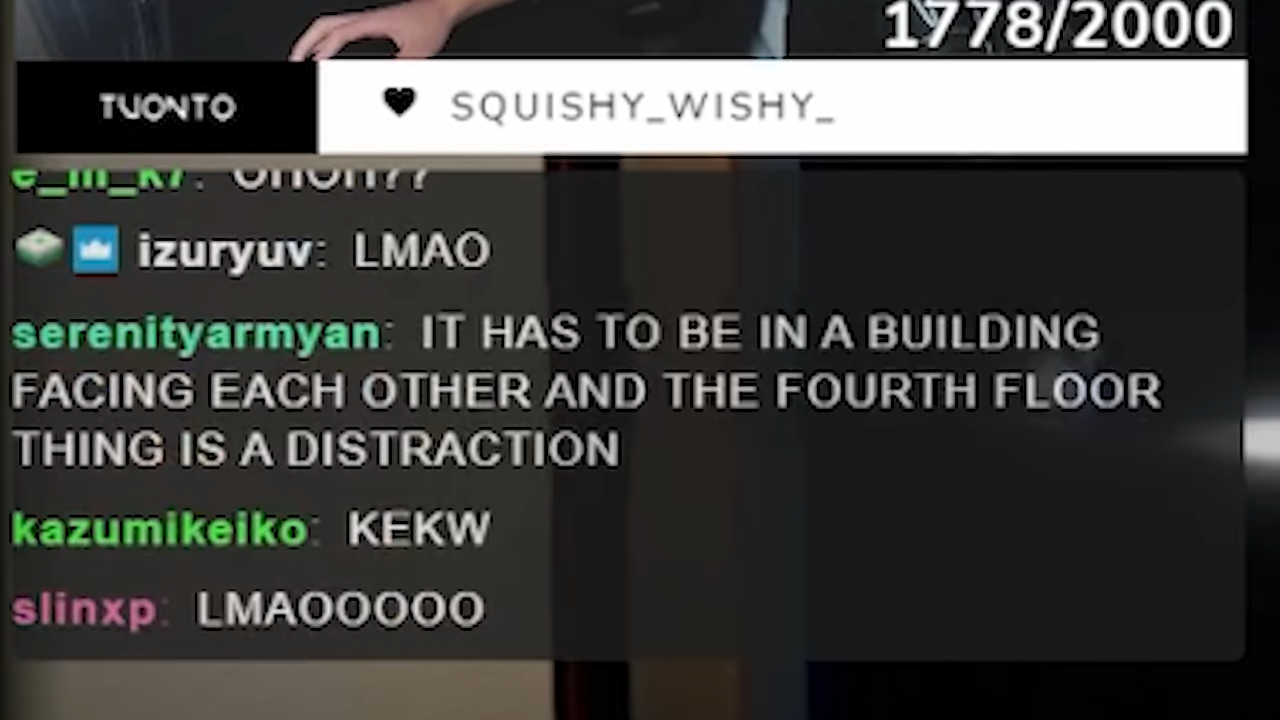 1778/2000
TUONTO
SQUISHY_WISHY_
izuryuv: LMAO
serenityarmyan: IT HAS TO BE IN A BUILDING
FACING EACH OTHER AND THE FOURTH FLOOR
THING IS A DISTRACTION
kazumikeiko: KEKW
slinxp: LMAOOOOO